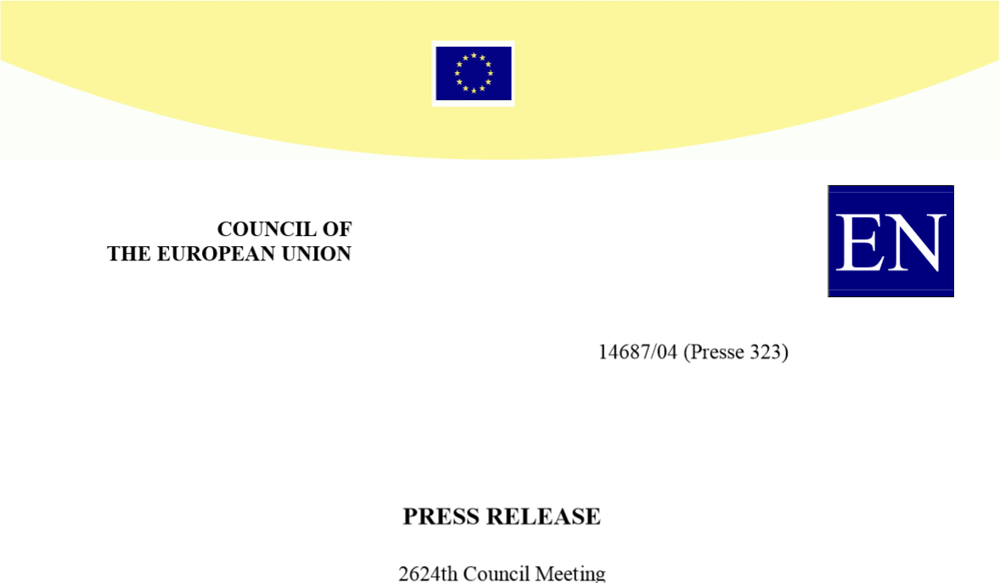 COUNCIL OF
THE EUROPEAN UNION
EN
14687/04 (Presse 323)
PRESS RELEASE
2624th Council Meeting